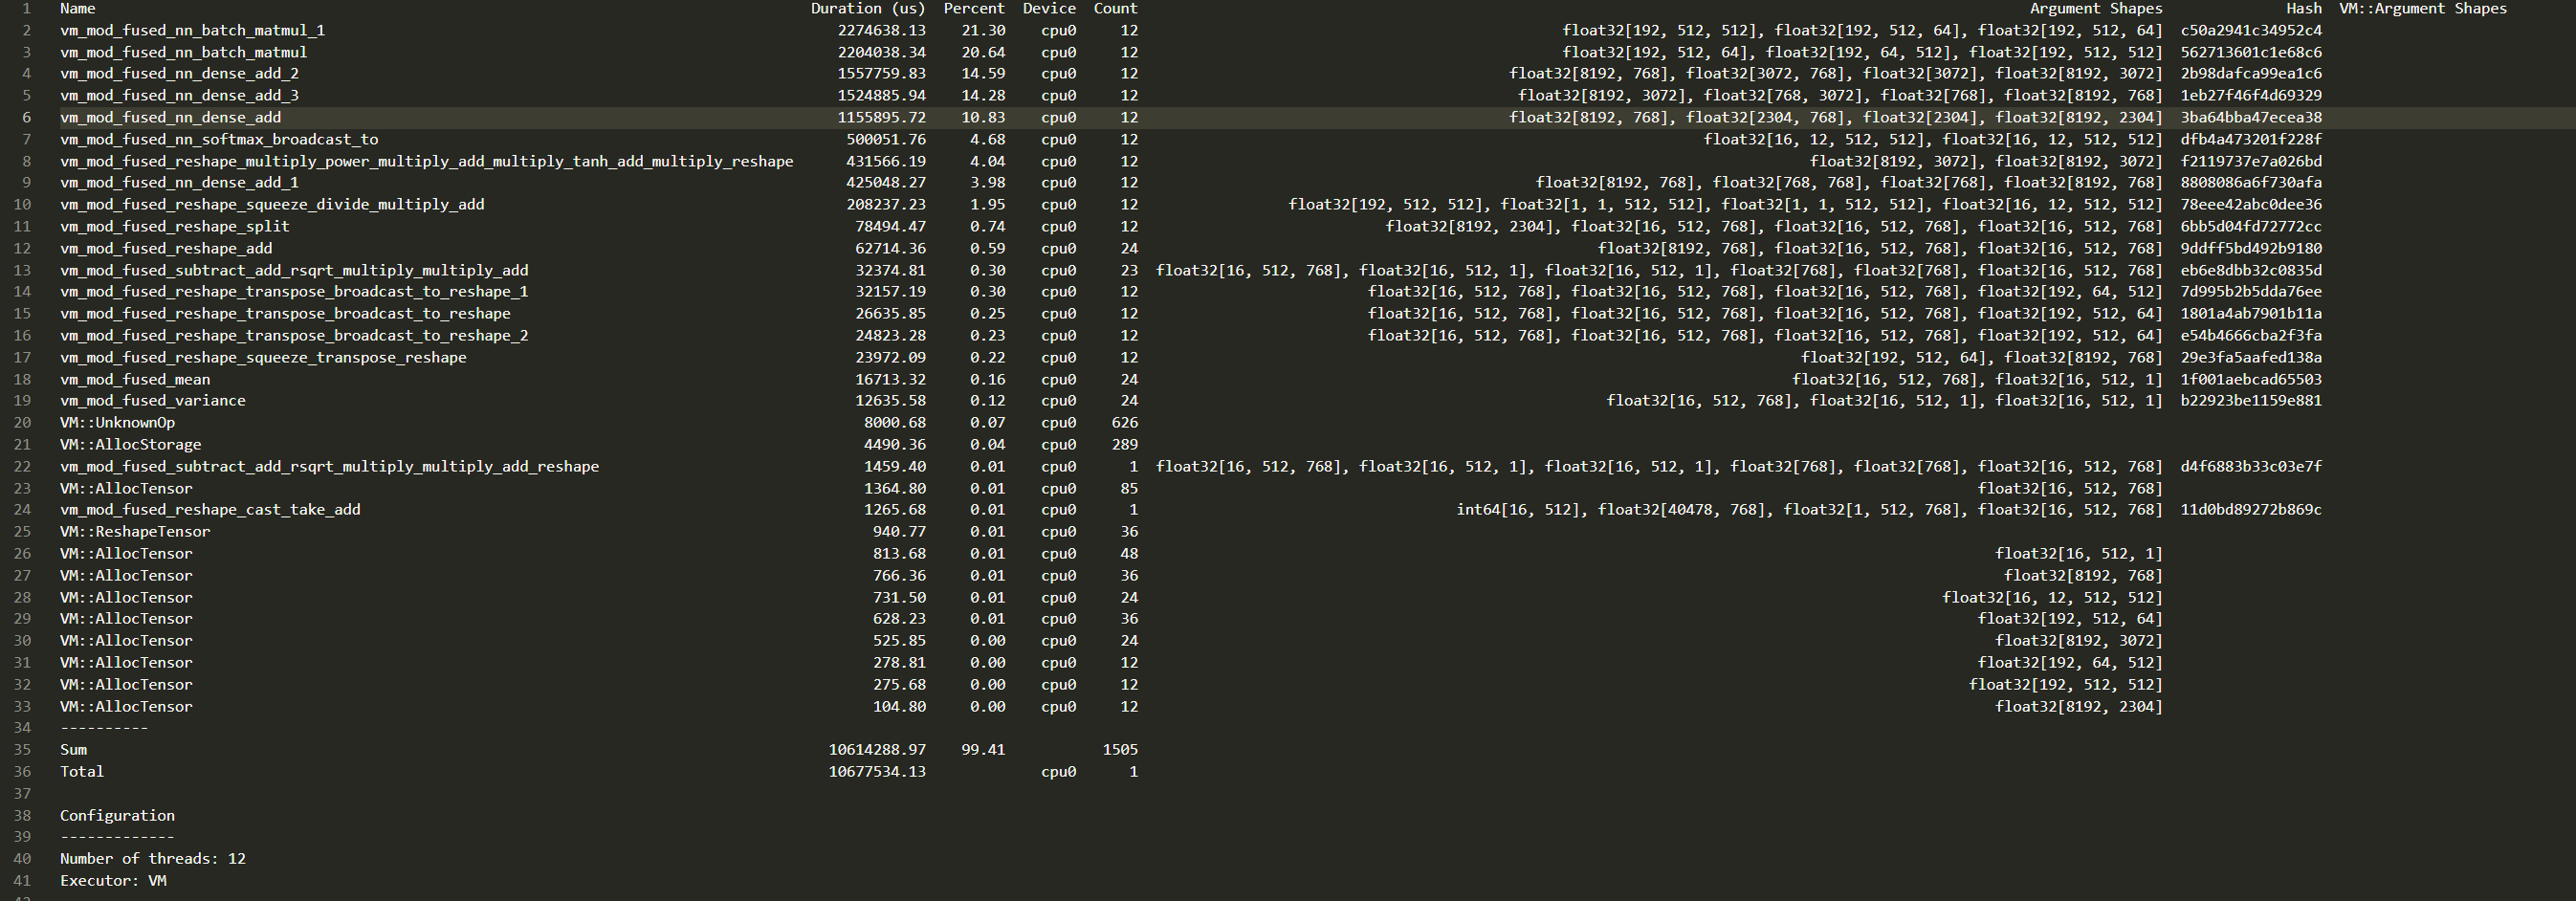 1 Name Duration (us) Percent Device Count Argument Shapes Hash VM::Argument Shapes
2 vm_mod_fused_nn_batch_matmul_1 2274638.13 21.30 cpu0 12 float32[192, 512, 512], float32[192, 512, 64], float32[192, 512, 64] c50a2941c34952c4
3 vm_mod_fused_nn_batch_matmul 2204038.34 20.64 cpu0 12 float32[192, 512, 64], float32[192, 64, 512], float32[192, 512, 512] 562713601c1e68c6
4 vm_mod_fused_nn_dense_add_2 1557759.83 14.59 cpu0 12 float32[8192, 768], float32[3072, 768], float32[3072], float32[8192, 3072] 2b98dafca99ea1c6
5 vm_mod_fused_nn_dense_add_3 1524885.94 14.28 cpu0 12 float32[8192, 3072], float32[768, 3072], float32[768], float32[8192, 768] 1eb27f46f4d69329
6 vm_mod_fused_nn_dense_add 1155895.72 10.83 cpu0 12 float32[8192, 768], float32[2304, 768], float32[2304], float32[8192, 2304] 3ba64bba47ecea38
7 vm_mod_fused_nn_softmax_broadcast_to 500051.76 4.68 cpu0 12 float32[16, 12, 512, 512], float32[16, 12, 512, 512] dfb4a473201f228f
8 vm_mod_fused_reshape_multiply_power_multiply_add_multiply_tanh_add_multiply_reshape 431566.19 4.04 cpu0 12 float32[8192, 3072], float32[8192, 3072] f2119737e7a026bd
9 vm_mod_fused_nn_dense_add_1 425048.27 3.98 cpu0 12 float32[8192, 768], float32[768, 768], float32[768], float32[8192, 768] 8808086a6f730afa
10 vm_mod_fused_reshape_squeeze_divide_multiply_add 208237.23 1.95 cpu0 12 float32[192, 512, 512], float32[1, 1, 512, 512], float32[1, 1, 512, 512], float32[16, 12, 512, 512] 78eee42abc0dee36
11 vm_mod_fused_reshape_split 78494.47 0.74 cpu0 12 float32[8192, 2304], float32[16, 512, 768], float32[16, 512, 768], float32[16, 512, 768] 6bb5d04fd72772cc
12 vm_mod_fused_reshape_add 62714.36 0.59 cpu0 24 float32[8192, 768], float32[16, 512, 768], float32[16, 512, 768] 9ddff5bd492b9180
13 vm_mod_fused_subtract_add_rsqrt_multiply_multiply_add 32374.81 0.30 cpu0 23 float32[16, 512, 768], float32[16, 512, 1], float32[16, 512, 1], float32[768], float32[768], float32[16, 512, 768] eb6e8dbb32c0835d
14 vm_mod_fused_reshape_transpose_broadcast_to_reshape_1 32157.19 0.30 cpu0 12 float32[16, 512, 768], float32[16, 512, 768], float32[16, 512, 768], float32[192, 64, 512] 7d995b2b5dda76ee
15 vm_mod_fused_reshape_transpose_broadcast_to_reshape 26635.85 0.25 cpu0 12 float32[16, 512, 768], float32[16, 512, 768], float32[16, 512, 768], float32[192, 512, 64] 1801a4ab7901b11a
16 vm_mod_fused_reshape_transpose_broadcast_to_reshape_2 24823.28 0.23 cpu0 12 float32[16, 512, 768], float32[16, 512, 768], float32[16, 512, 768], float32[192, 512, 64] e54b4666cba2f3fa
17 vm_mod_fused_reshape_squeeze_transpose_reshape 23972.09 0.22 cpu0 12 float32[192, 512, 64], float32[8192, 768] 29e3fa5aafed138a
18 vm_mod_fused_mean 16713.32 0.16 cpu0 24 float32[16, 512, 768], float32[16, 512, 1] 1f001aebcad65503
19 vm_mod_fused_variance 12635.58 0.12 cpu0 24 float32[16, 512, 768], float32[16, 512, 1], float32[16, 512, 1] b22923be1159e881
20 VM::UnknownOp 8000.68 0.07 cpu0 626
21 VM::AllocStorage 4490.36 0.04 cpu0 289
22 vm_mod_fused_subtract_add_rsqrt_multiply_multiply_add_reshape 1459.40 0.01 cpu0 1 float32[16, 512, 768], float32[16, 512, 1], float32[16, 512, 1], float32[768], float32[768], float32[16, 512, 768] d4f6883b33c03e7f
23 VM::AllocTensor 1364.80 0.01 cpu0 85 float32[16, 512, 768]
24 vm_mod_fused_reshape_cast_take_add 1265.68 0.01 cpu0 1 int64[16, 512], float32[40478, 768], float32[1, 512, 768], float32[16, 512, 768] 11d0bd89272b869c
25 VM::ReshapeTensor 940.77 0.01 cpu0 36
26 VM::AllocTensor 813.68 0.01 cpu0 48 float32[16, 512, 1]
27 VM::AllocTensor 766.36 0.01 cpu0 36 float32[8192, 768]
28 VM::AllocTensor 731.50 0.01 cpu0 24 float32[16, 12, 512, 512]
29 VM::AllocTensor 628.23 0.01 cpu0 36 float32[192, 512, 64]
30 VM::AllocTensor 525.85 0.00 cpu0 24 float32[8192, 3072]
31 VM::AllocTensor 278.81 0.00 cpu0 12 float32[192, 64, 512]
32 VM::AllocTensor 275.68 0.00 cpu0 12 float32[192, 512, 512]
33 VM::AllocTensor 104.80 0.00 cpu0 12 float32[8192, 2304]
34 ----------
35 Sum 10614288.97 99.41 1505
36 Total 10677534.13 cpu0 1
37
38 Configuration
39 -------------
40 Number of threads: 12
41 Executor: VM